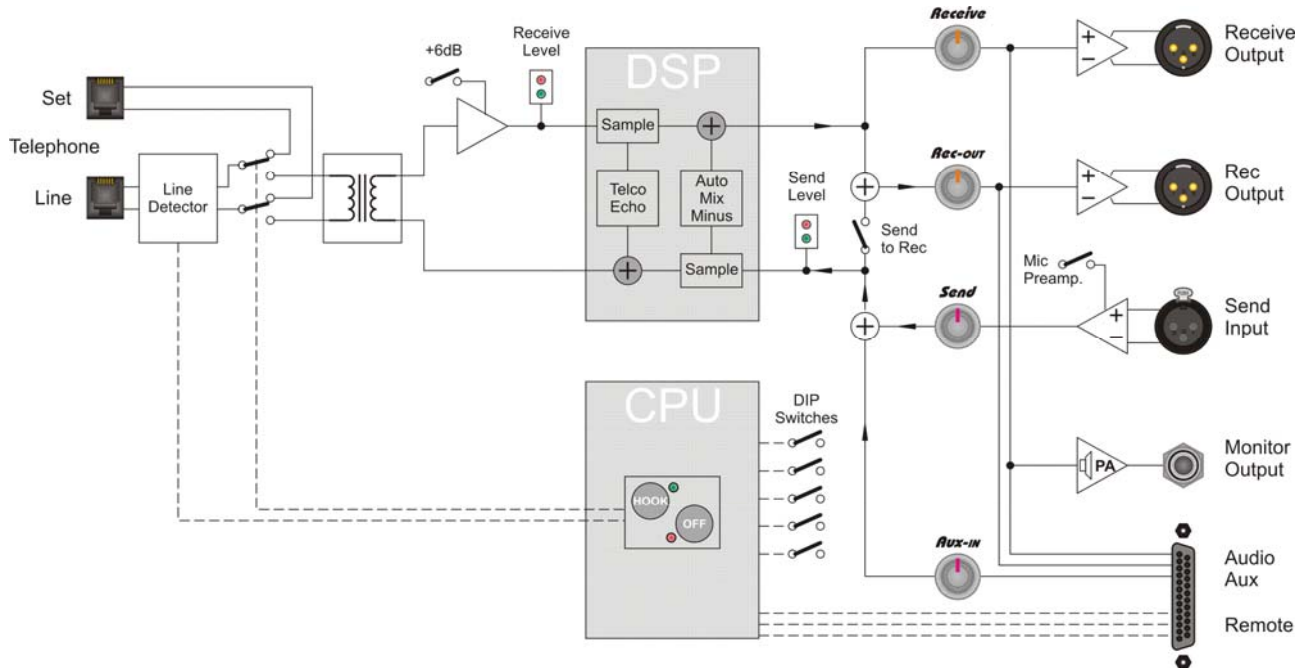 Set
Telephone
Line
Line
Detector
+6dB
Receive
Level
DSP
Sample
Telco
Echo
Auto
Mix
Minus
Sample
Send
Level
Send
to Rec
Receive
Rec-OUT
Send
Aux-IN
Mic
Preamp.
+
−
+
−
+
−
PUSH
PA
Receive
Output
Rec
Output
Send
Input
Monitor
Output
Audio
Aux
Remote
CPU
HOOK
OFF
DIP
Switches